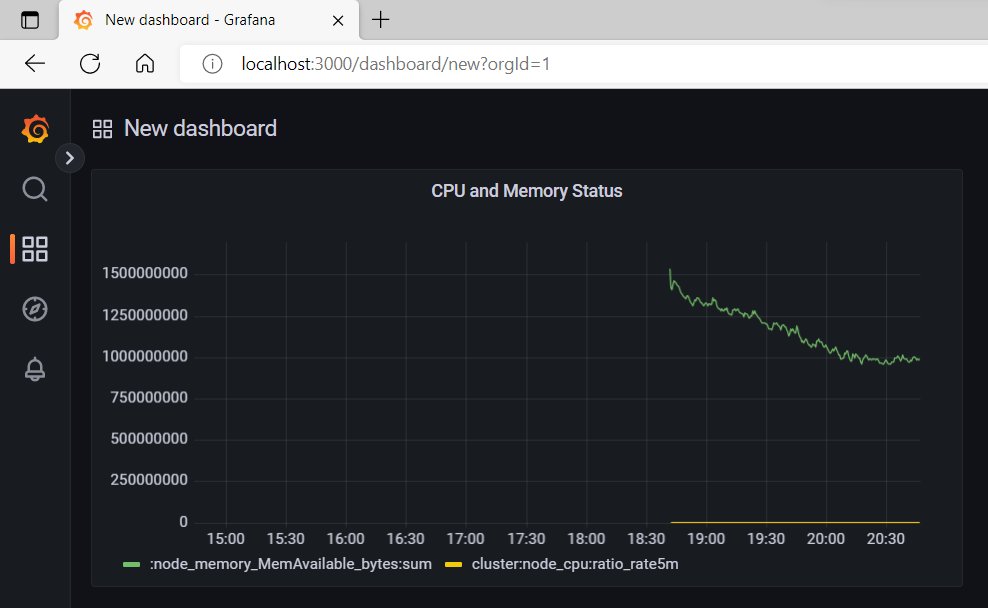 New dashboard - Grafana
localhost:3000/dashboard/new?orgId=1
New dashboard
CPU and Memory Status
1500000000
1250000000
1000000000
750000000
500000000
250000000
0
15:00 15:30 16:00 16:30 17:00 17:30 18:00 18:30 19:00 19:30 20:00 20:30
:node_memory_MemAvailable_bytes:sum cluster:node_cpu:ratio_rate5m